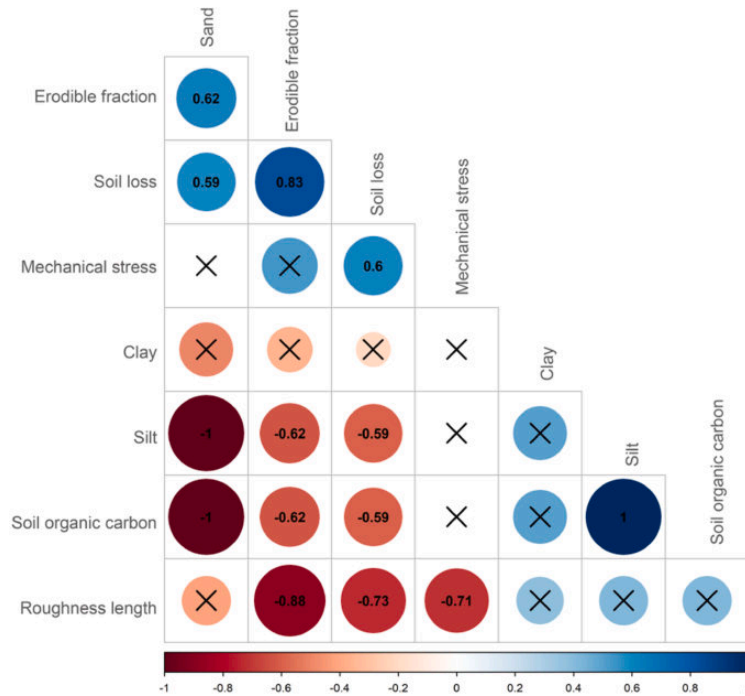 Sand
Erodible fraction
Erodible fraction 0.62
Soil loss
Soil loss 0.59 0.83
Mechanical stress
Mechanical stress 0.6
Clay
Clay
Silt
Silt -1 -0.62 -0.59
Soil organic carbon
Soil organic carbon -1 -0.62 -0.59 1
Roughness length -0.88 -0.73 -0.71
-1 -0.8 -0.6 -0.4 -0.2 0 0.2 0.4 0.6 0.8